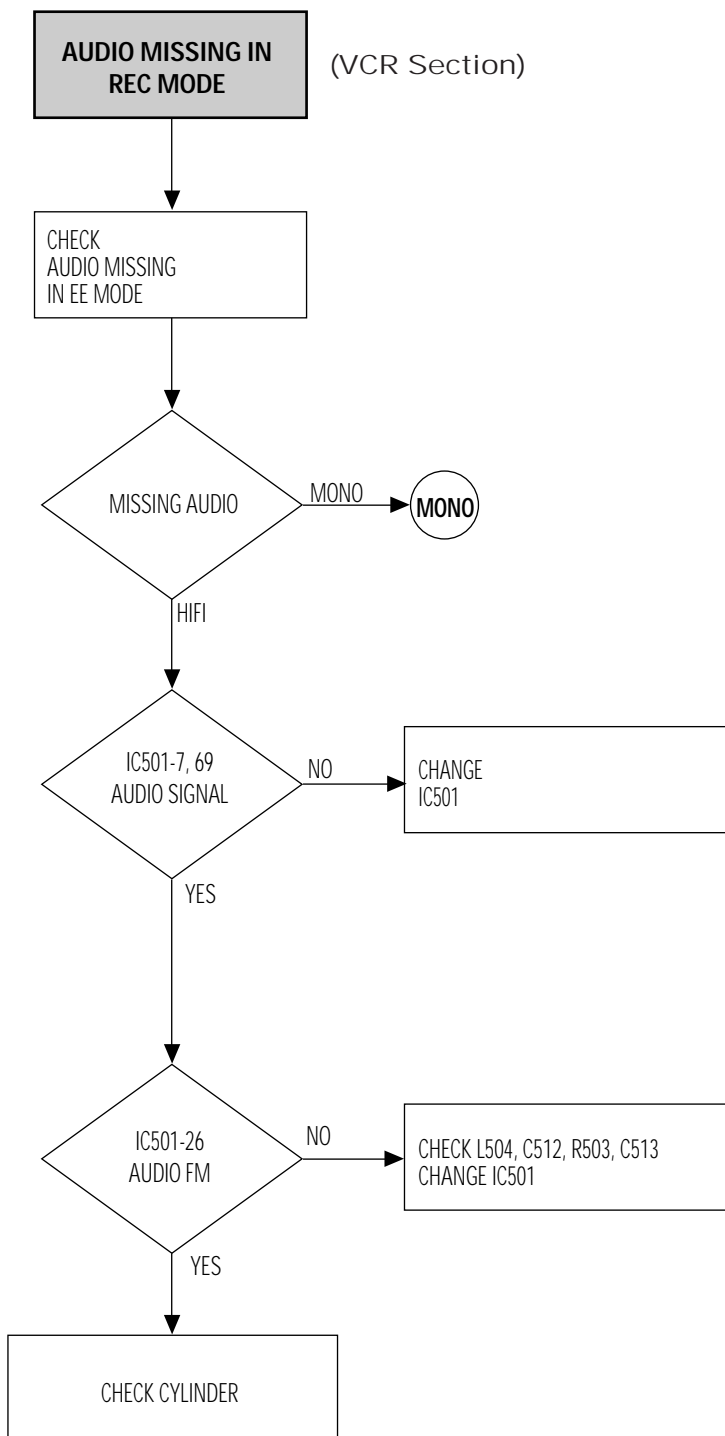 AUDIO MISSING IN
REC MODE
(VCR Section)
CHECK
AUDIO MISSING
IN EE MODE
MISSING AUDIO
MONO
MONO
HIFI
IC501-7, 69
AUDIO SIGNAL
NO
CHANGE
IC501
YES
IC501-26
AUDIO FM
NO
CHECK L504, C512, R503, C513
CHANGE IC501
YES
CHECK CYLINDER